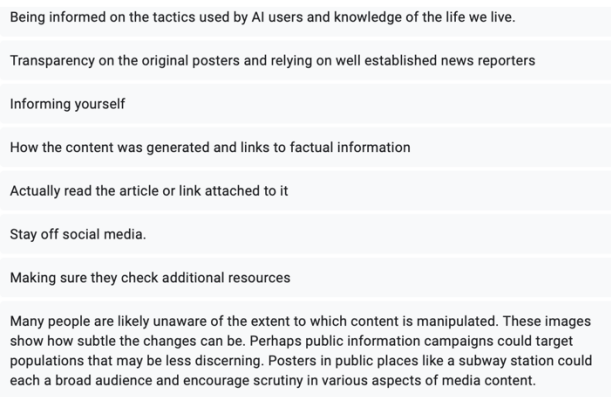 Being informed on the tactics used by AI users and knowledge of the life we live.
Transparency on the original posters and relying on well established news reporters
Informing yourself
How the content was generated and links to factual information
Actually read the article or link attached to it
Stay off social media.
Making sure they check additional resources
Many people are likely unaware of the extent to which content is manipulated. These images
show how subtle the changes can be. Perhaps public information campaigns could target
populations that may be less discerning. Posters in public places like a subway station could
each a broad audience and encourage scrutiny in various aspects of media content.